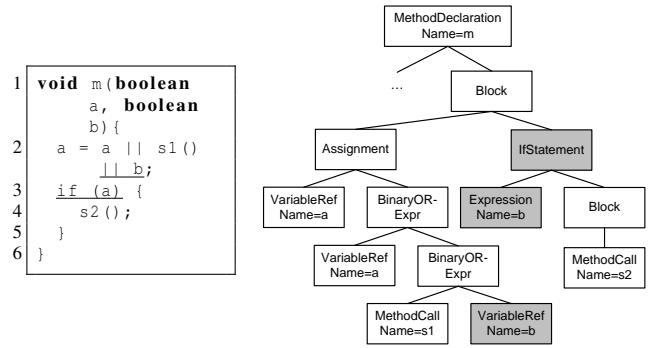 1 void m(boolean
a, boolean
b){
2 a = a || s1()
|| b;
3 if (a) {
4 s2();
5 }
6 }
MethodDeclaration
Name=m
...
Block
Assignment
IfStatement
VariableRef
Name=a
BinaryOR-
Expr
Expression
Name=b
Block
VariableRef
Name=a
BinaryOR-
Expr
MethodCall
Name=s2
MethodCall
Name=s1
VariableRef
Name=b